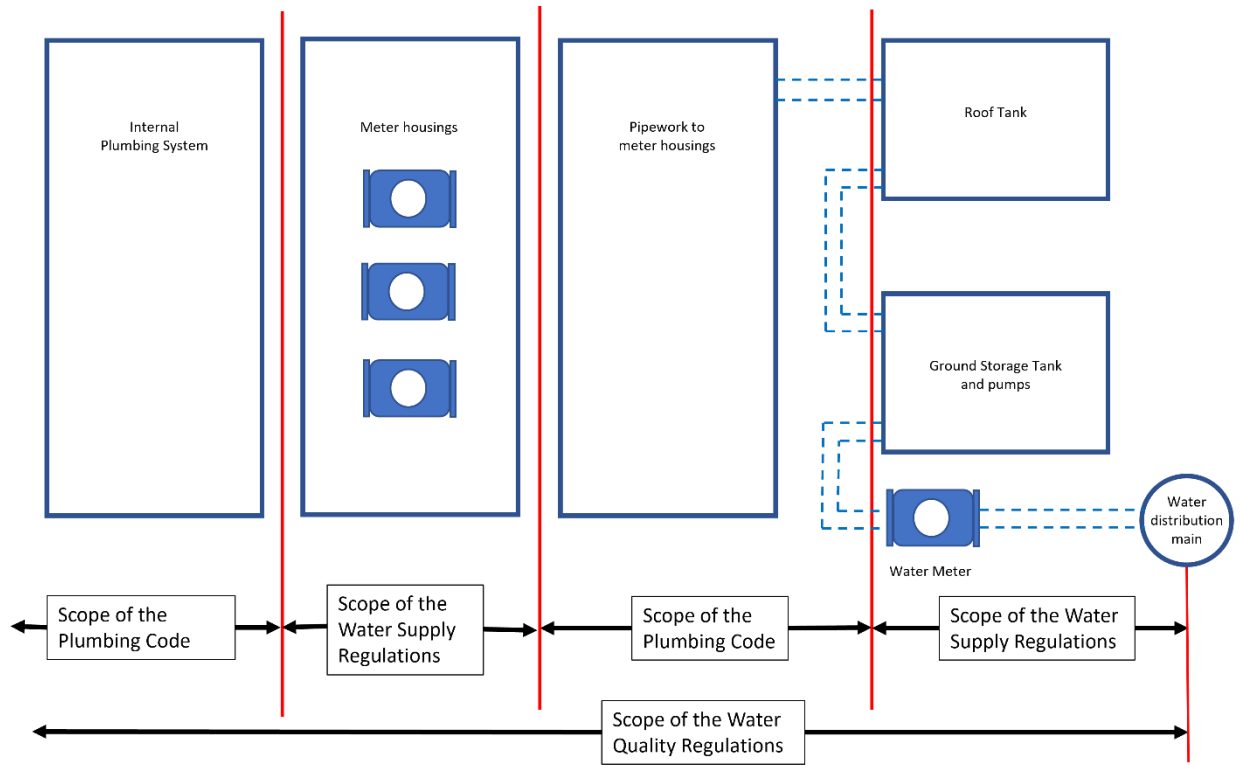 Internal
Plumbing System
Meter housings
Pipework to
meter housings
Roof Tank
Ground Storage Tank
and pumps
Water
distribution
main
Water Meter
Scope of the
Plumbing Code
Scope of the
Water Supply
Regulations
Scope of the
Plumbing Code
Scope of the Water
Supply Regulations
Scope of the Water
Quality Regulations